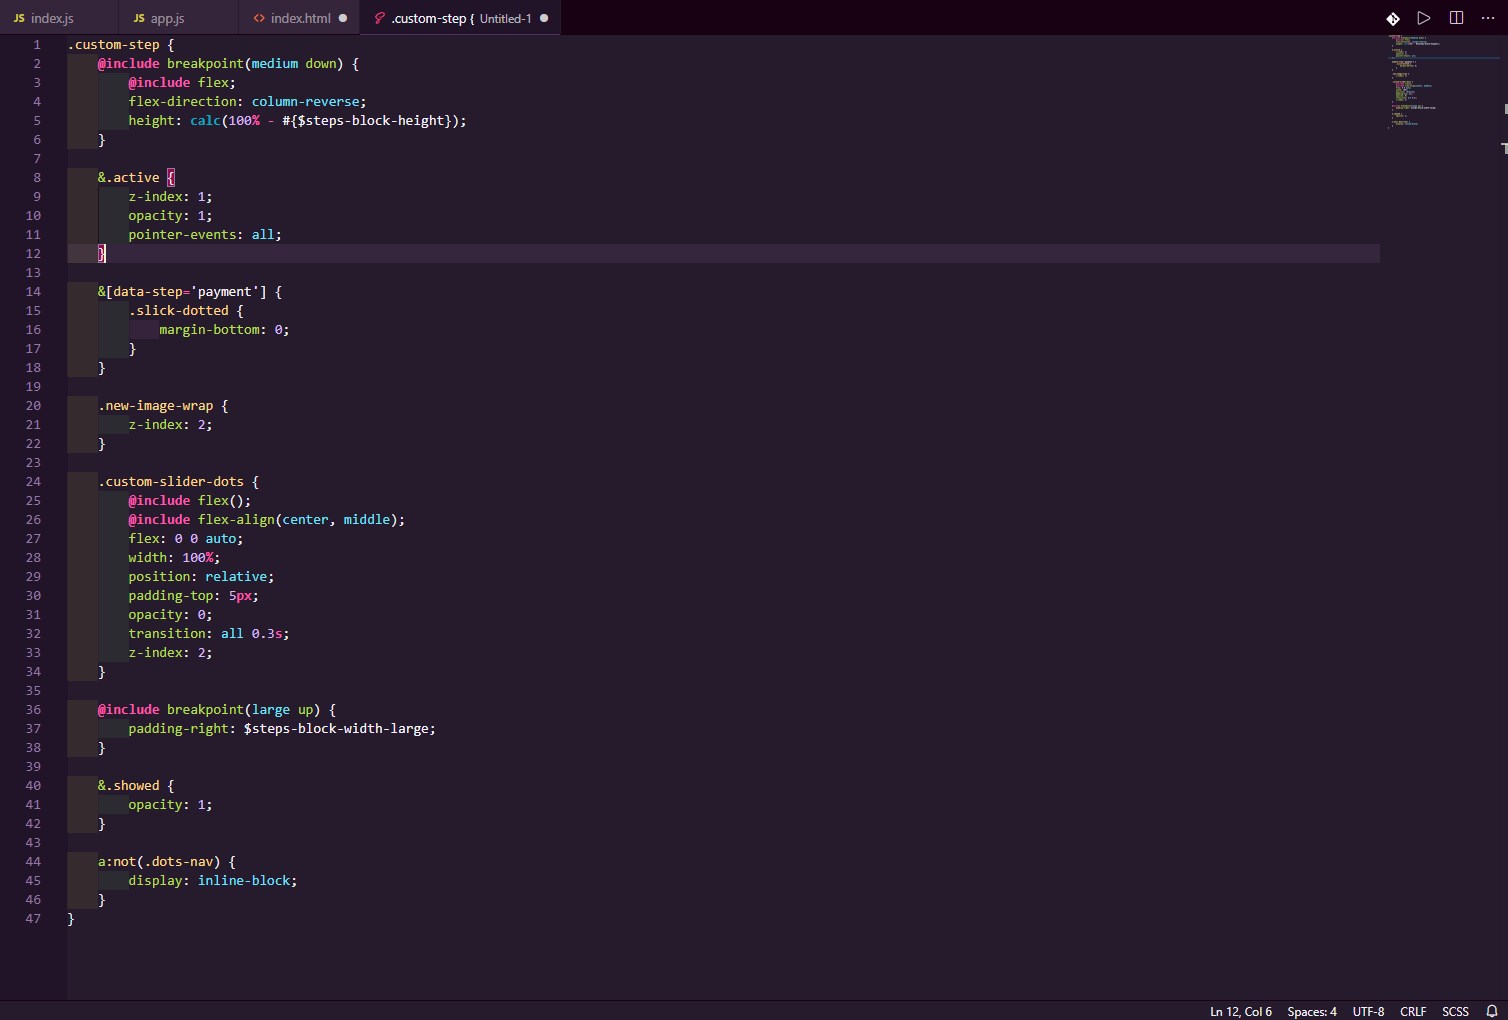 JS index.js JS app.js <> index.html .custom-step { Untitled-1
1 .custom-step {
2     @include breakpoint(medium down) {
3         @include flex;
4         flex-direction: column-reverse;
5         height: calc(100% - #{$steps-block-height});
6     }
7
8     &.active {
9         z-index: 1;
10         opacity: 1;
11         pointer-events: all;
12     }
13
14     &[data-step='payment'] {
15         .slick-dotted {
16             margin-bottom: 0;
17         }
18     }
19
20     .new-image-wrap {
21         z-index: 2;
22     }
23
24     .custom-slider-dots {
25         @include flex();
26         @include flex-align(center, middle);
27         flex: 0 0 auto;
28         width: 100%;
29         position: relative;
30         padding-top: 5px;
31         opacity: 0;
32         transition: all 0.3s;
33         z-index: 2;
34     }
35
36     @include breakpoint(large up) {
37         padding-right: $steps-block-width-large;
38     }
39
40     &.showed {
41         opacity: 1;
42     }
43
44     a:not(.dots-nav) {
45         display: inline-block;
46     }
47 }
Ln 12, Col 6 Spaces: 4 UTF-8 CRLF SCSS